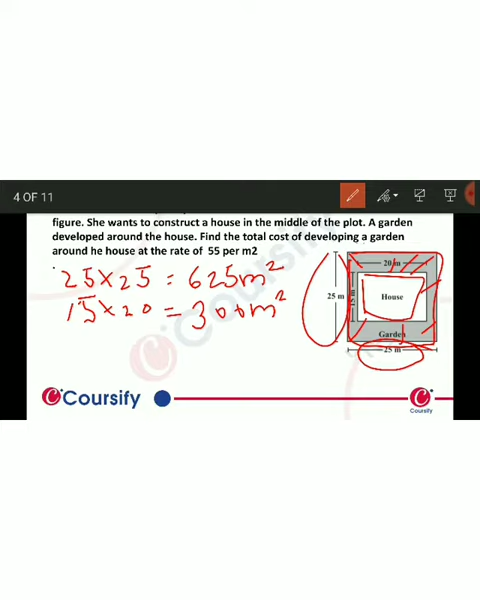 4 OF 11
figure. She wants to construct a house in the middle of the plot. A garden
developed around the house. Find the total cost of developing a garden
around he house at the rate of 55 per m2
25×25 = 625m²
15×20 = 300m²
20 m
25 m
15 m
House
Garden
25 m
Coursify
Coursify